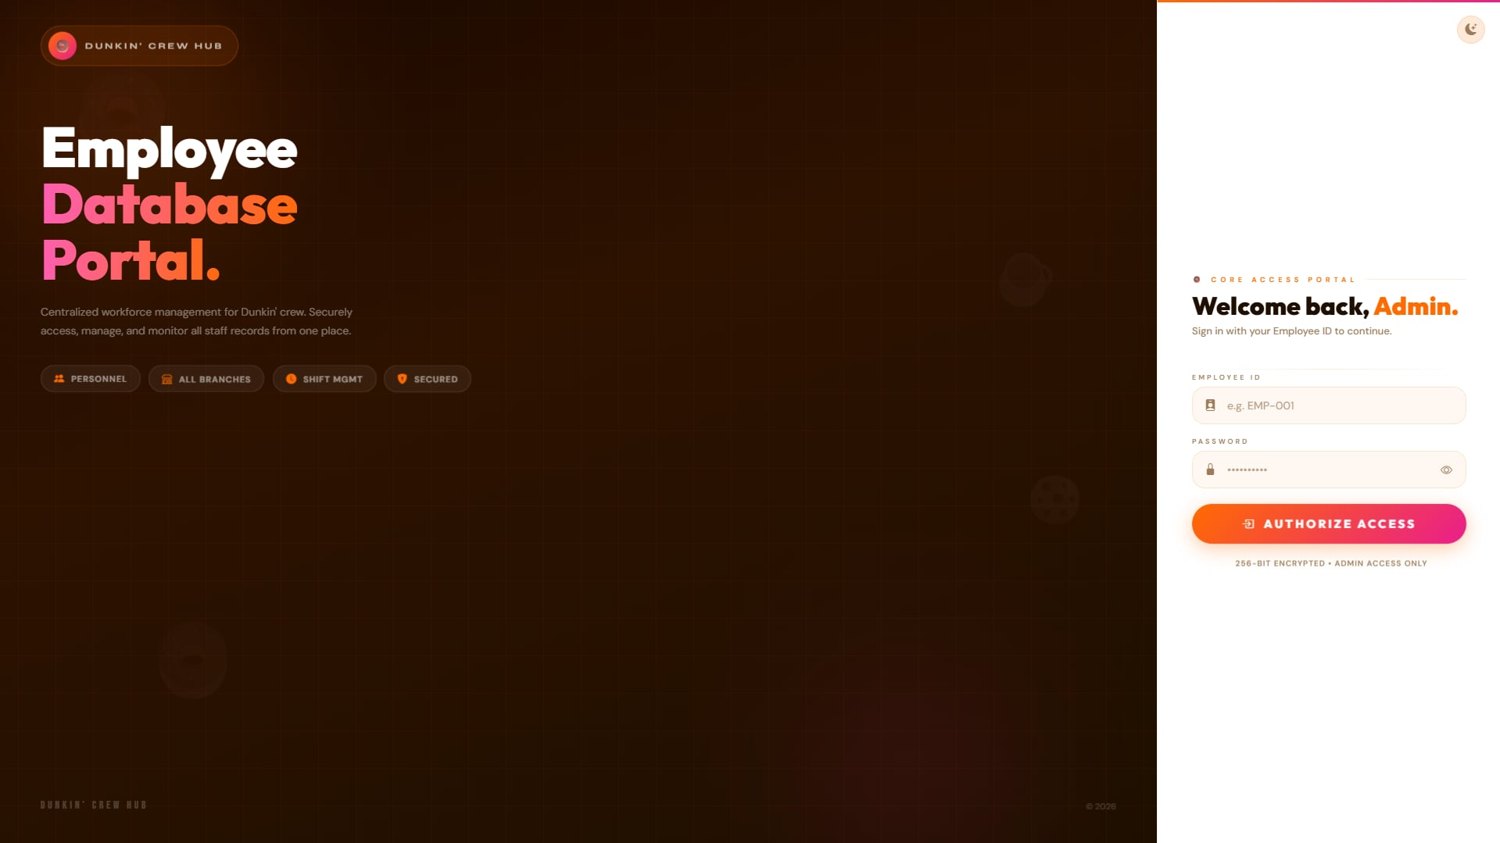 DUNKIN' CREW HUB
Employee
Database
Portal.
Centralized workforce management for Dunkin' crew. Securely
access, manage, and monitor all staff records from one place.
PERSONNEL
ALL BRANCHES
SHIFT MGMT
SECURED
DUNKIN' CREW HUB
© 2026
CORE ACCESS PORTAL
Welcome back, Admin.
Sign in with your Employee ID to continue.
EMPLOYEE ID
e.g. EMP-001
PASSWORD
••••••••••
AUTHORIZE ACCESS
256-BIT ENCRYPTED • ADMIN ACCESS ONLY